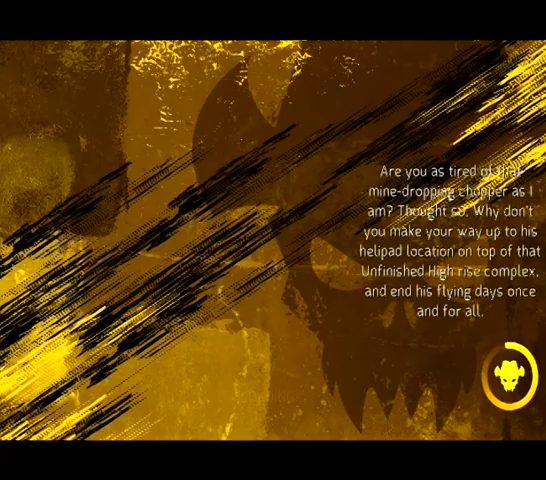 Are you as tired of that
mine-dropping chopper as I
am? Thought so. Why don't
you make your way up to his
helipad location on top of that
Unfinished High rise complex,
and end his flying days once
and for all.